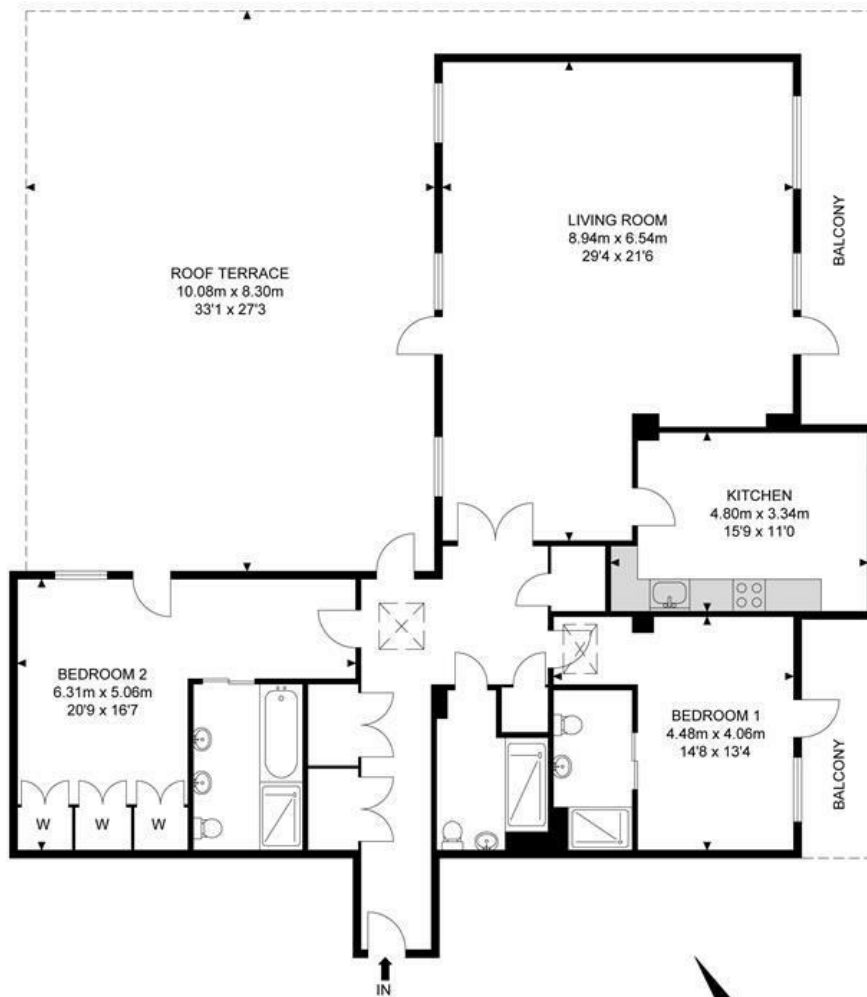 ROOF TERRACE
10.08m x 8.30m
33'1 x 27'3
LIVING ROOM
8.94m x 6.54m
29'4 x 21'6
BALCONY
KITCHEN
4.80m x 3.34m
15'9 x 11'0
BEDROOM 2
6.31m x 5.06m
20'9 x 16'7
BEDROOM 1
4.48m x 4.06m
14'8 x 13'4
BALCONY
W
W
W
IN